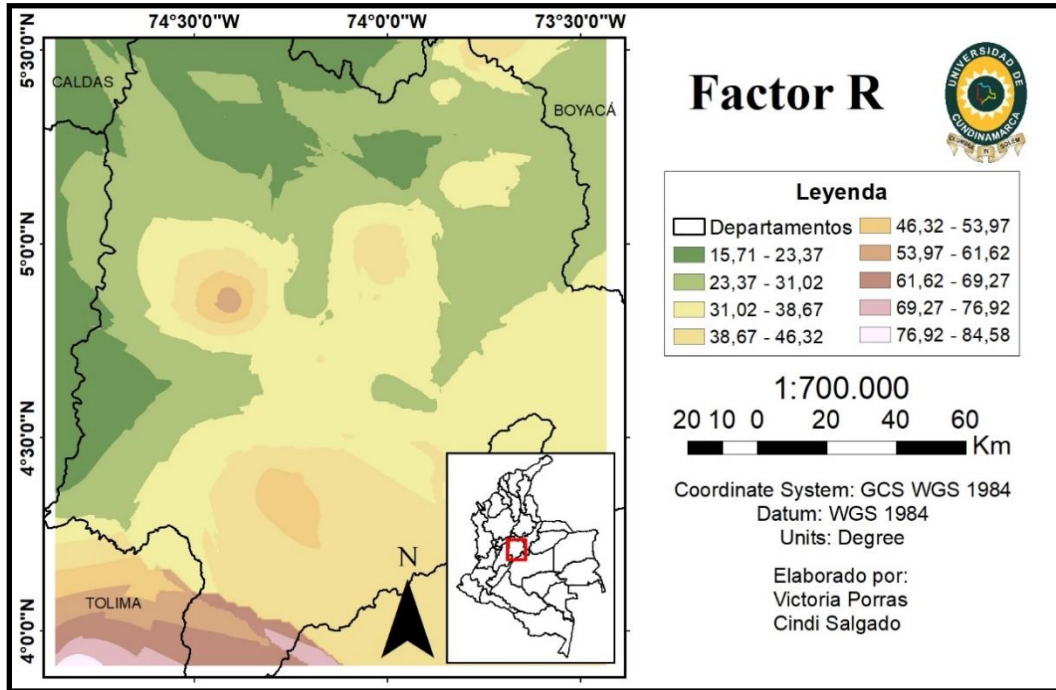 74°30'0"W 74°0'0"W 73°30'0"W
5°30'0"N
5°0'0"N
4°30'0"N
4°0'0"N
CALDAS
BOYACÁ
TOLIMA
N
Factor R
UNIVERSIDAD DE
CUNDINAMARCA
Leyenda
Departamentos
15,71 - 23,37
23,37 - 31,02
31,02 - 38,67
38,67 - 46,32
46,32 - 53,97
53,97 - 61,62
61,62 - 69,27
69,27 - 76,92
76,92 - 84,58
1:700.000
20 10 0 20 40 60
Km
Coordinate System: GCS WGS 1984
Datum: WGS 1984
Units: Degree
Elaborado por:
Victoria Porras
Cindi Salgado